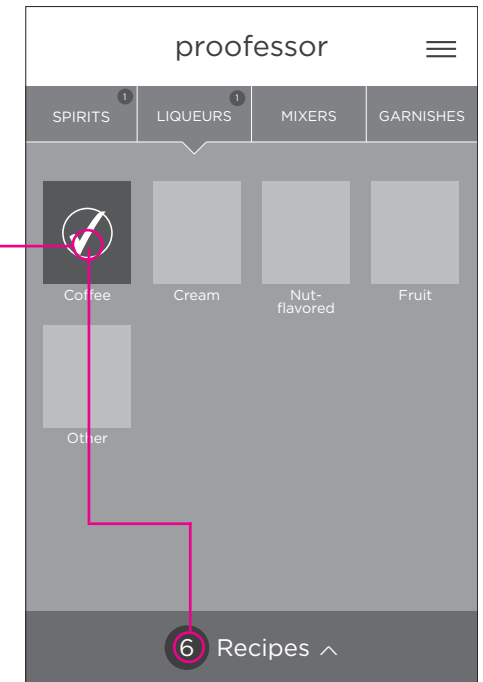 proofessor
1 1
SPIRITS LIQUEURS MIXERS GARNISHES
Coffee Cream Nut- Fruit
flavored
Other
6 Recipes